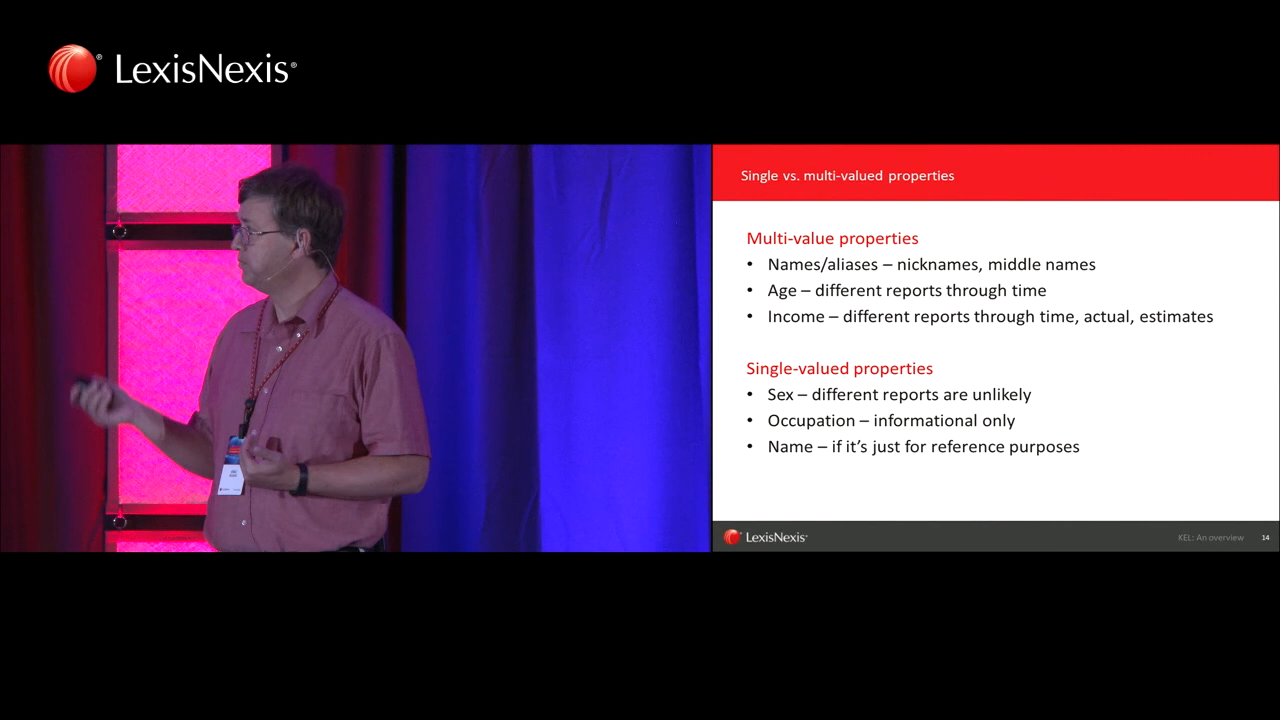 LexisNexis®
Single vs. multi-valued properties
Multi-value properties
• Names/aliases – nicknames, middle names
• Age – different reports through time
• Income – different reports through time, actual, estimates
Single-valued properties
• Sex – different reports are unlikely
• Occupation – informational only
• Name – if it’s just for reference purposes
LexisNexis®
KEL: An overview 14